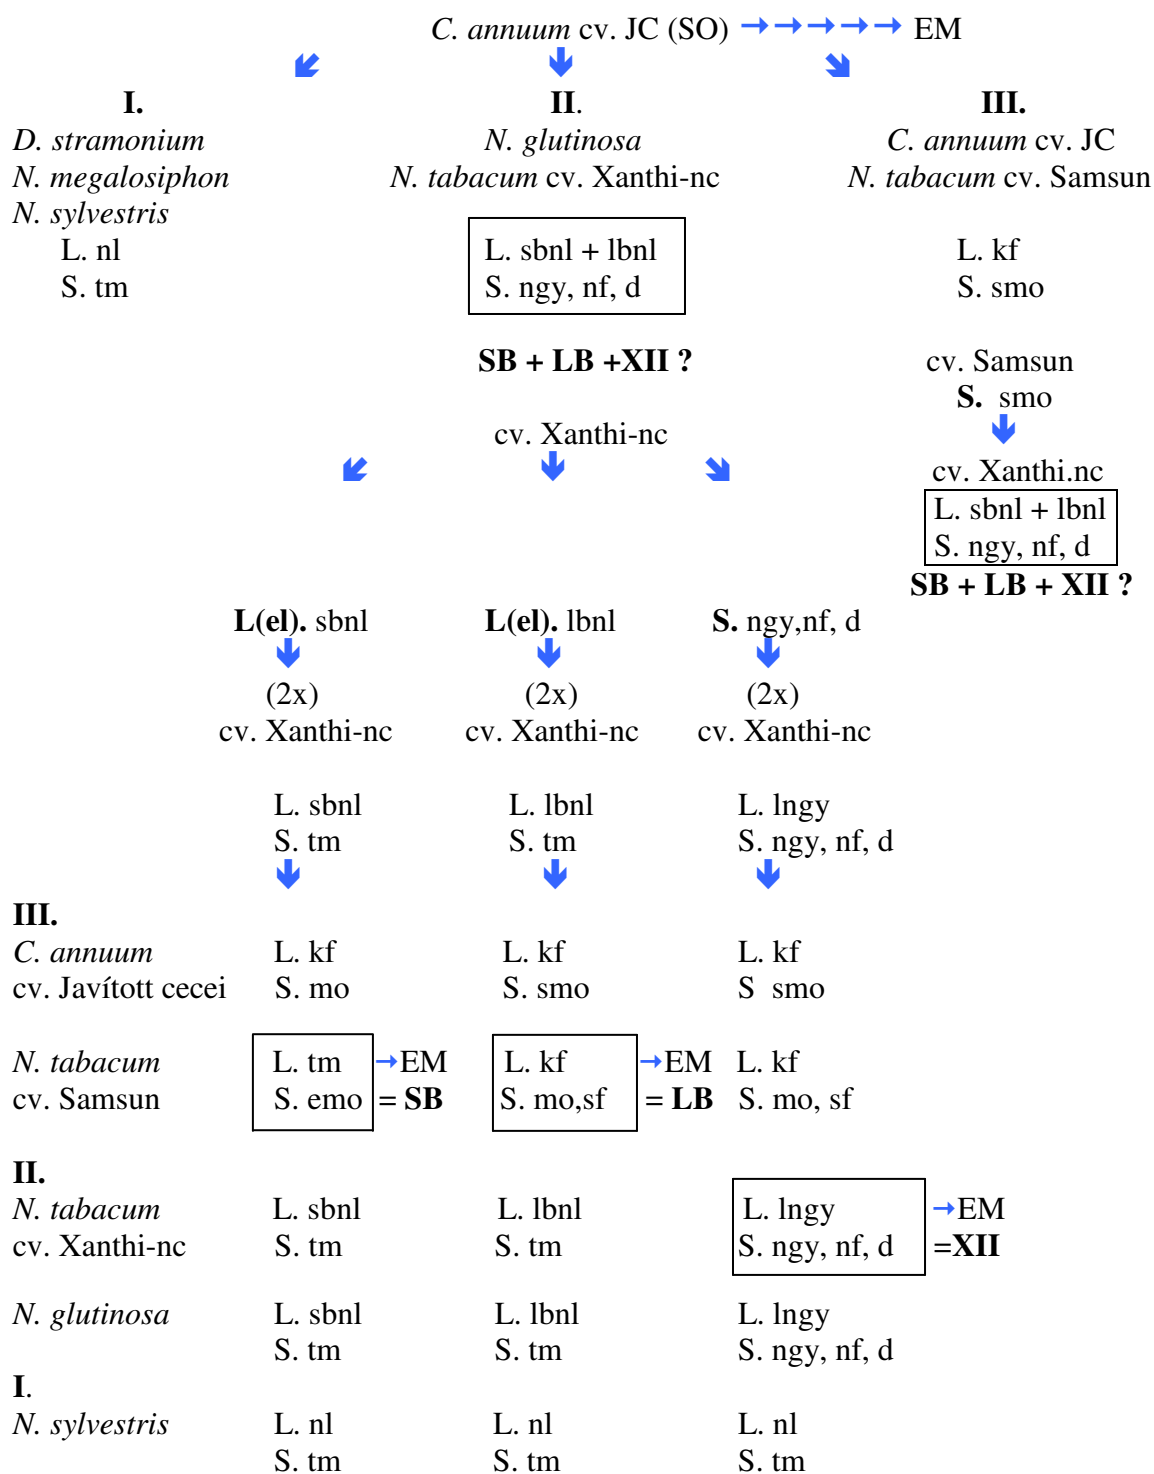 C. annuum cv. JC (SO) → → → → → EM
I. II. III.
D. stramonium N. glutinosa C. annuum cv. JC
N. megalosiphon N. tabacum cv. Xanthi-nc N. tabacum cv. Samsun
N. sylvestris
L. nl L. sbnl + lbnl L. kf
S. tm S. ngy, nf, d S. smo
SB + LB +XII ? cv. Samsun
S. smo
cv. Xanthi-nc
cv. Xanthi.nc
L. sbnl + lbnl
S. ngy, nf, d
SB + LB + XII ?
L(el). sbnl L(el). lbnl S. ngy,nf, d
(2x) (2x) (2x)
cv. Xanthi-nc cv. Xanthi-nc cv. Xanthi-nc
L. sbnl L. lbnl L. lngy
S. tm S. tm S. ngy, nf, d
III.
C. annuum L. kf L. kf L. kf
cv. Javított cecei S. mo S. smo S smo
N. tabacum L. tm →EM L. kf →EM L. kf
cv. Samsun S. emo = SB S. mo,sf = LB S. mo, sf
II.
N. tabacum L. sbnl L. lbnl L. lngy →EM
cv. Xanthi-nc S. tm S. tm S. ngy, nf, d =XII
N. glutinosa L. sbnl L. lbnl L. lngy
S. tm S. tm S. ngy, nf, d
I.
N. sylvestris L. nl L. nl L. nl
S. tm S. tm S. tm